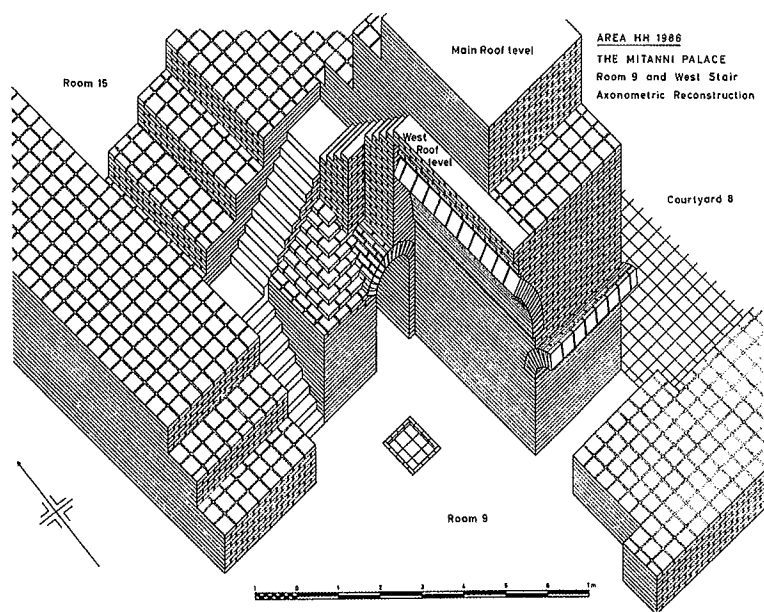 AREA HH 1986
THE MITANNI PALACE
Room 9 and West Stair
Axonometric Reconstruction
Main Roof level
Room 15
West
Roof
level
Courtyard 8
Room 9
1 0 1 2 3 4 5 6 7m